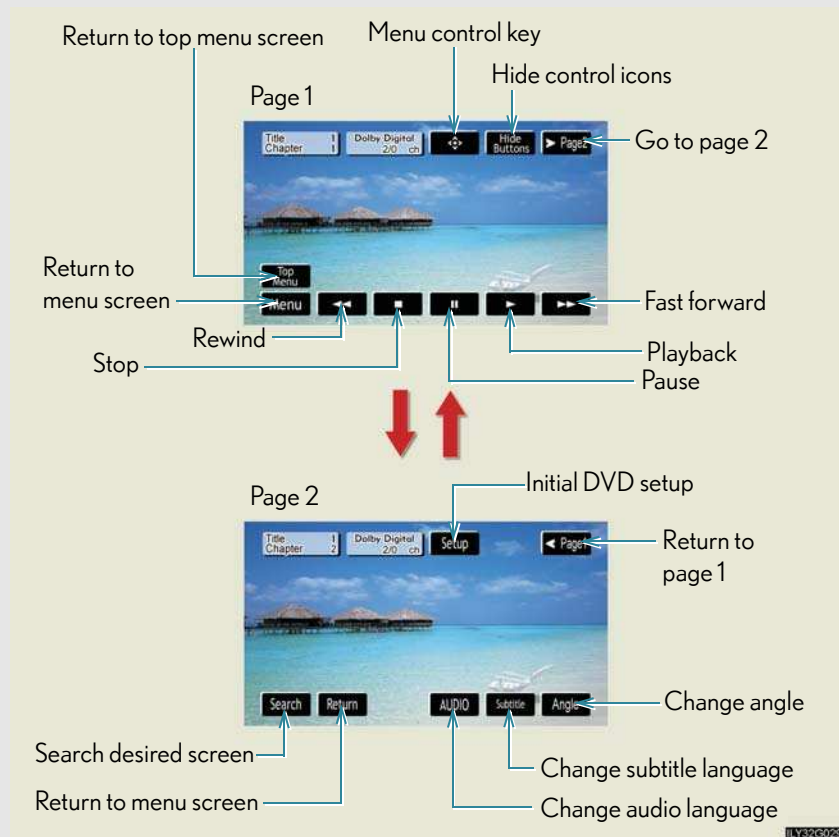 Return to top menu screen
Menu control key
Hide control icons
Page 1
Title 1
Chapter 1
Dolby Digital
2/0 ch
Hide
Buttons
Page2
Go to page 2
Return to
menu screen
Top
Menu
Menu
Fast forward
Rewind
Playback
Stop
Pause
Initial DVD setup
Page 2
Title 1
Chapter 2
Dolby Digital
2/0 ch
Setup
Page1
Return to
page 1
Search
Return
AUDIO
Subtitle
Angle
Change angle
Search desired screen
Change subtitle language
Return to menu screen
Change audio language